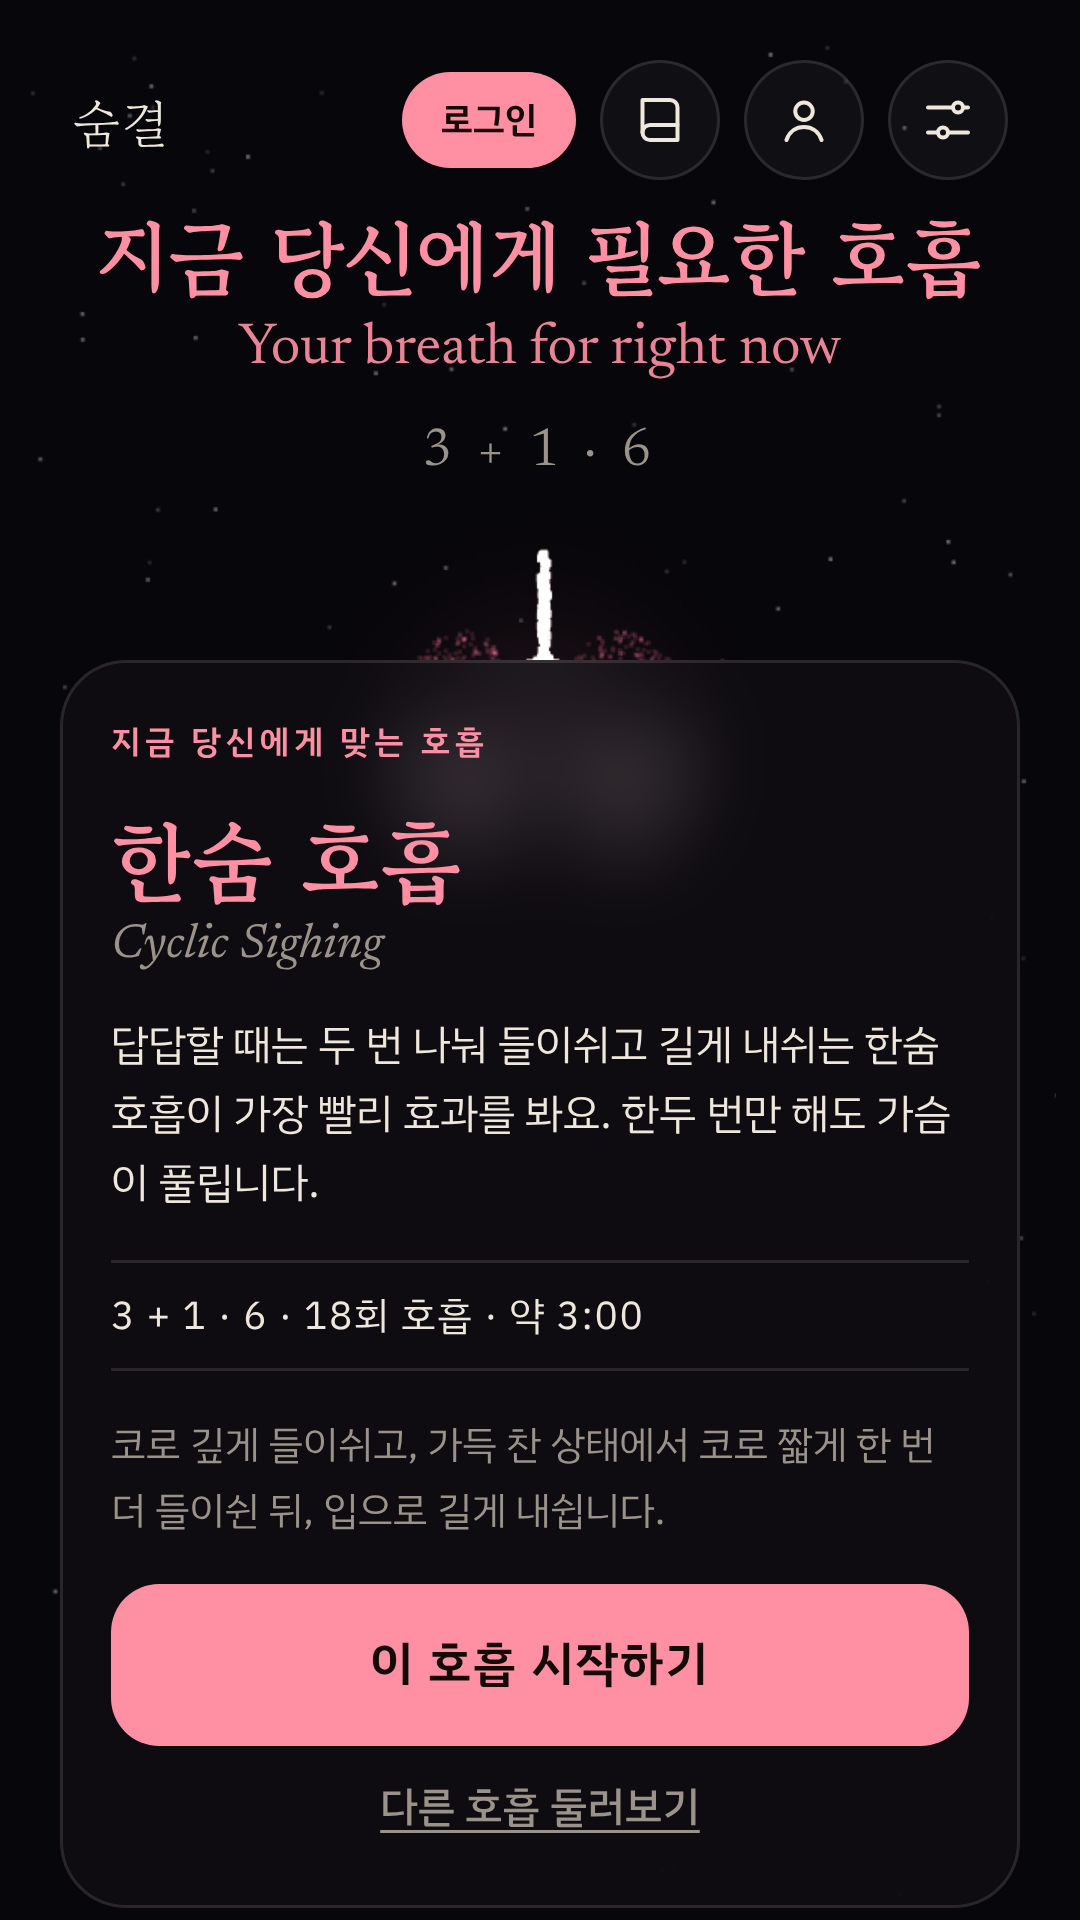 숨결
로그인
지금 당신에게 필요한 호흡
Your breath for right now
3 + 1 · 6
지금 당신에게 맞는 호흡
한숨 호흡
Cyclic Sighing
답답할 때는 두 번 나눠 들이쉬고 길게 내쉬는 한숨
호흡이 가장 빨리 효과를 봐요. 한두 번만 해도 가슴
이 풀립니다.
3 + 1 · 6 · 18회 호흡 · 약 3:00
코로 깊게 들이쉬고, 가득 찬 상태에서 코로 짧게 한 번
더 들이쉰 뒤, 입으로 길게 내쉽니다.
이 호흡 시작하기
다른 호흡 둘러보기